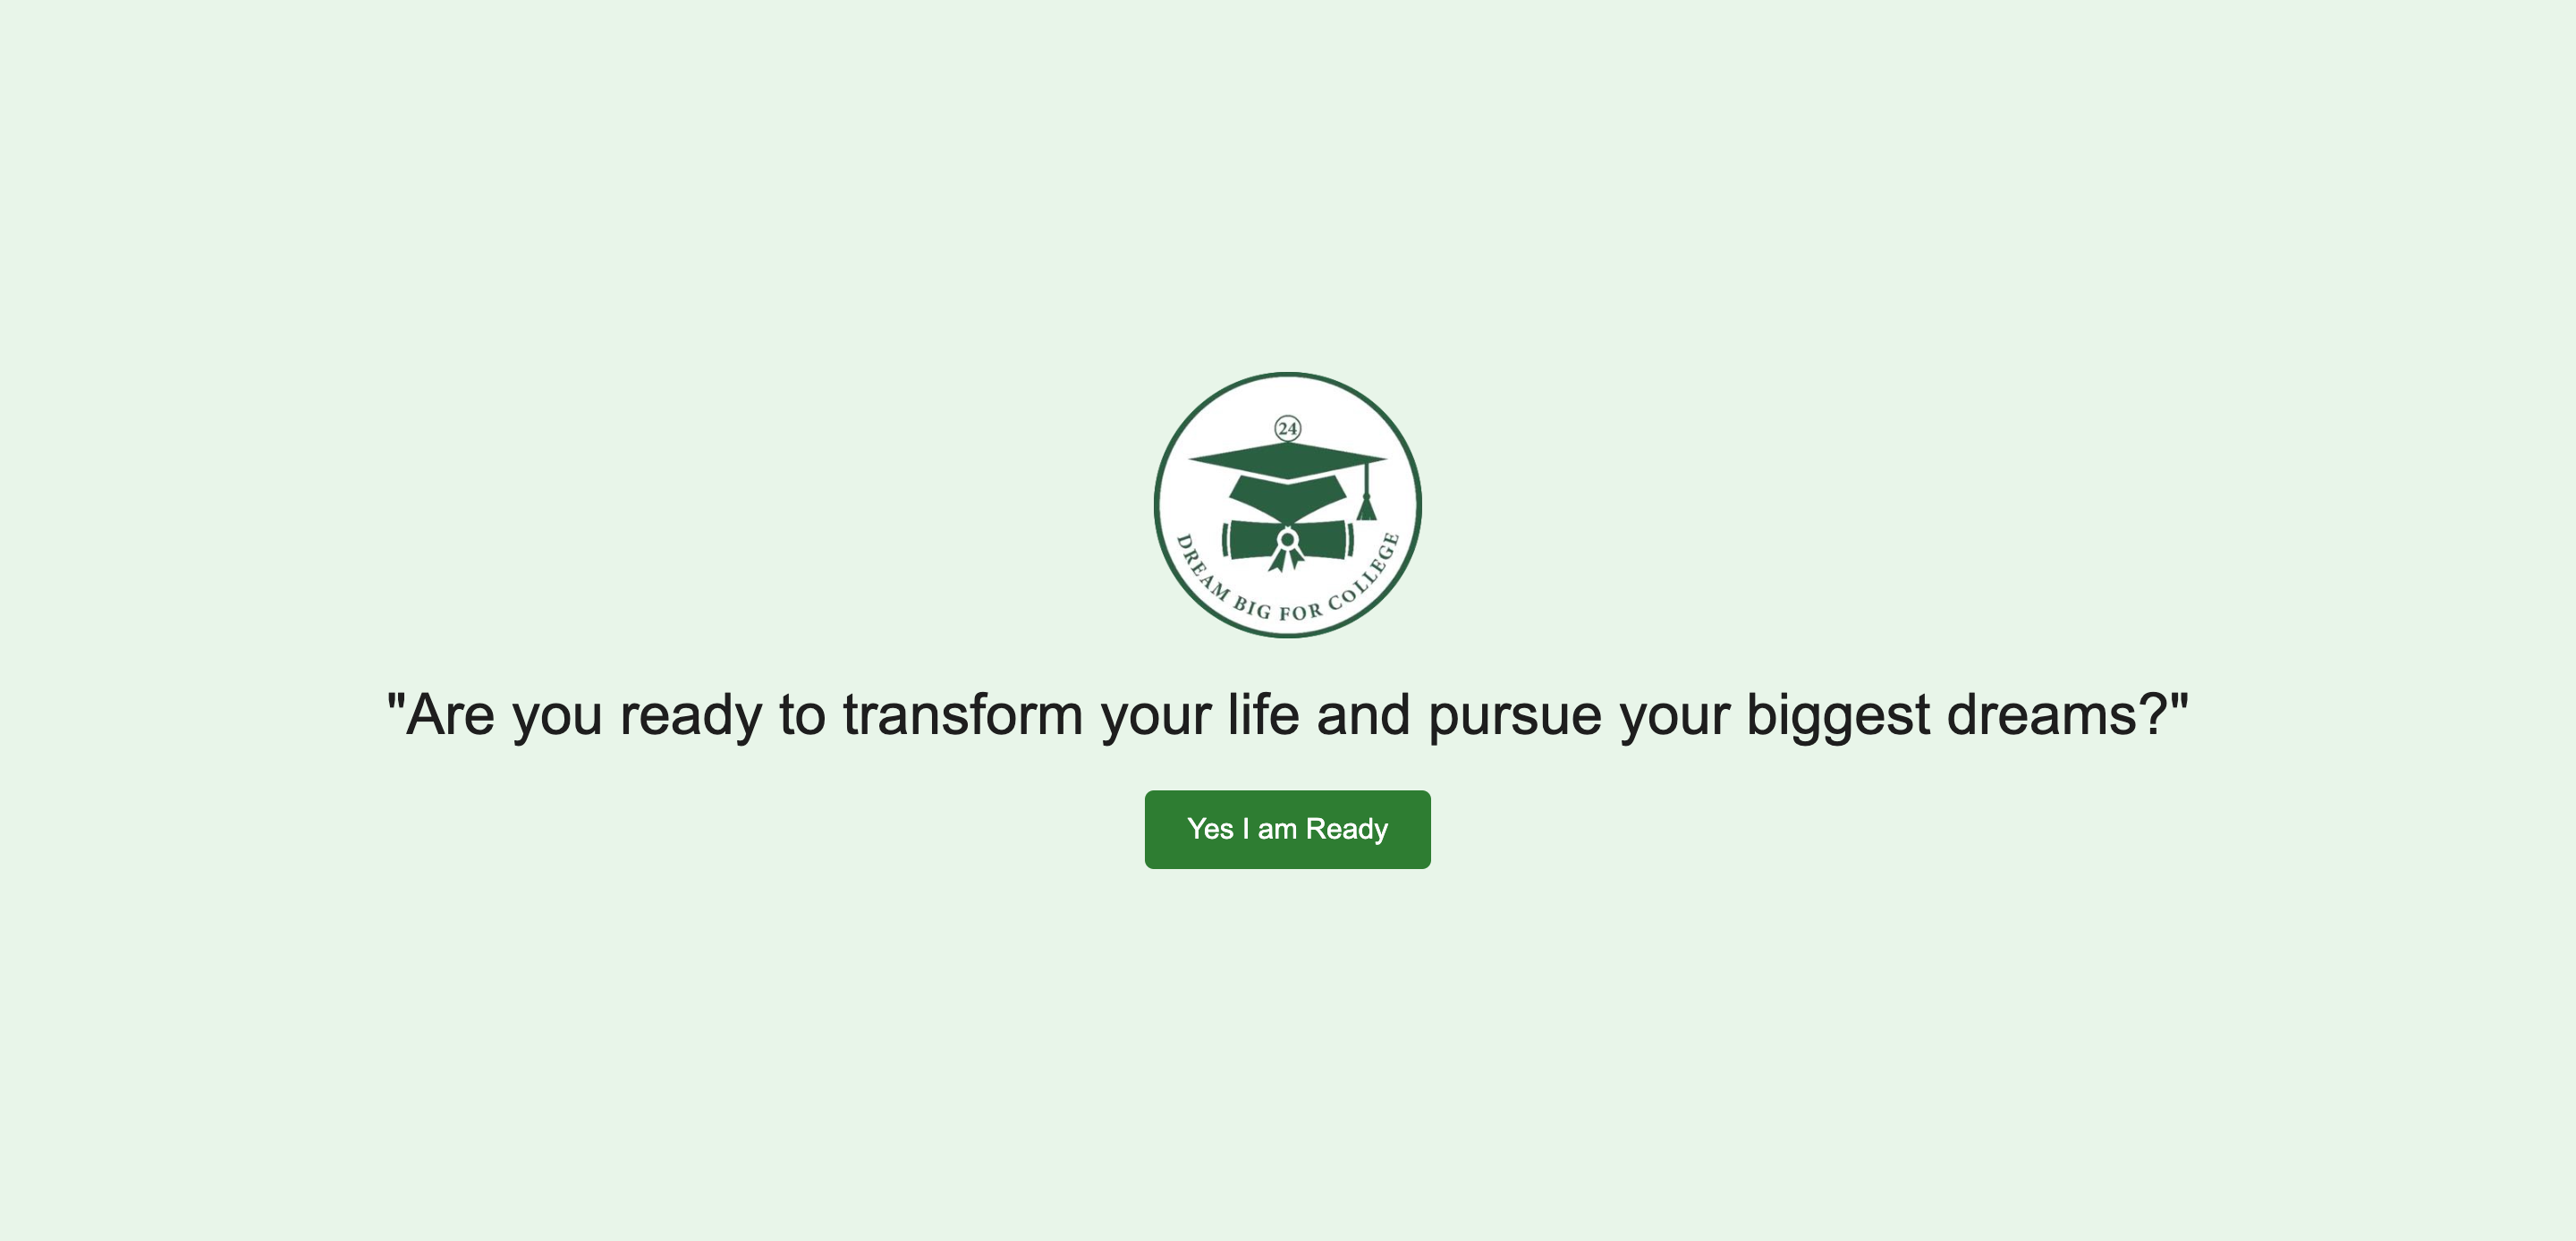 24
DREAM BIG FOR COLLEGE
"Are you ready to transform your life and pursue your biggest dreams?"
Yes I am Ready